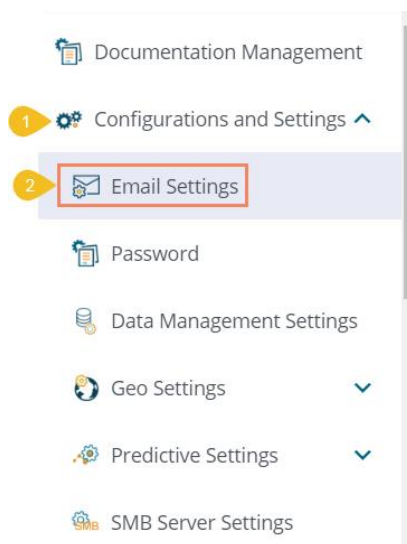 Documentation Management
1 Configurations and Settings
2 Email Settings
Password
Data Management Settings
Geo Settings
Predictive Settings
SMB SMB Server Settings